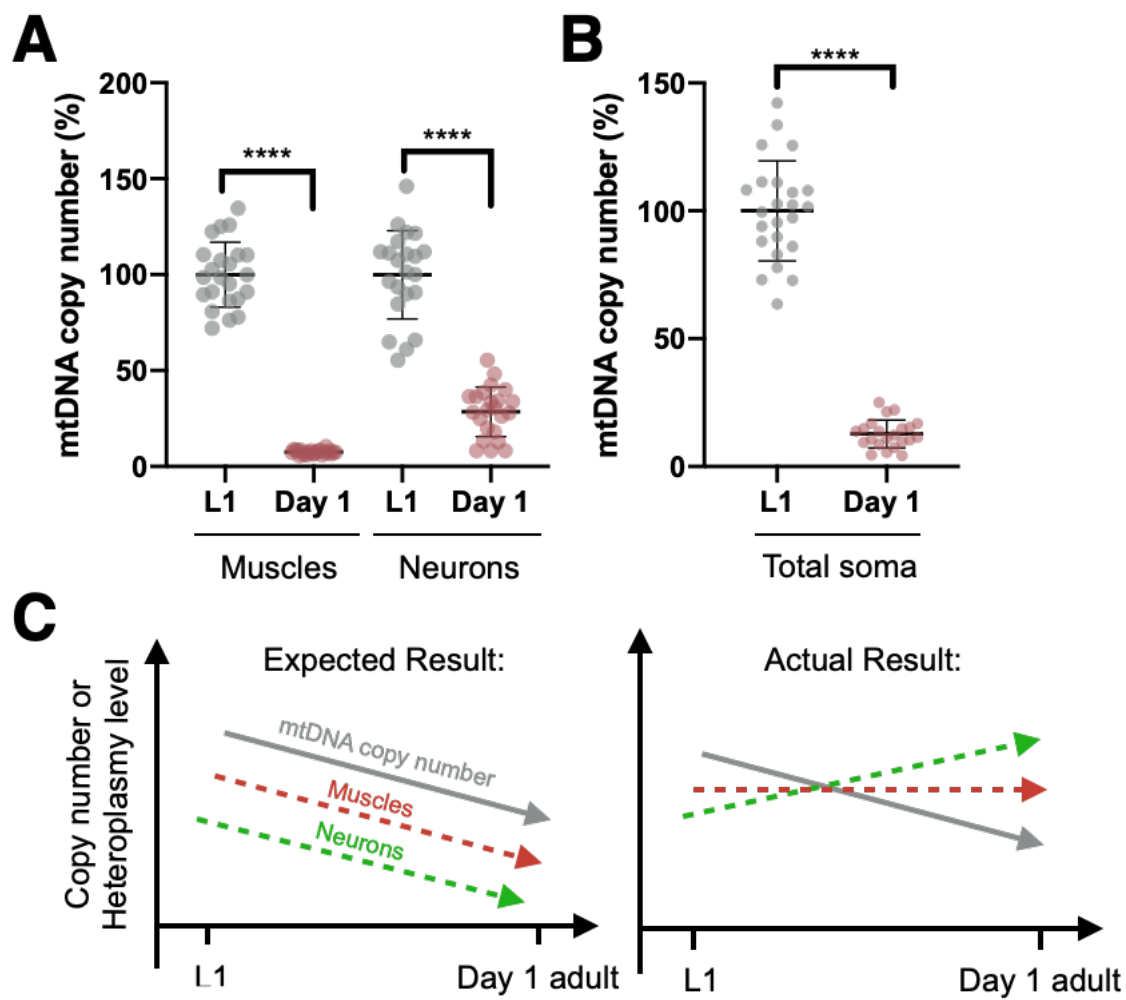 A
B
mtDNA copy number (%)
200
150
100
50
0
****
****
L1
Day 1
L1
Day 1
Muscles
Neurons
mtDNA copy number (%)
150
100
50
0
****
L1
Day 1
Total soma
C
Copy number or
Heteroplasmy level
Expected Result:
mtDNA copy number
Muscles
Neurons
L1
Day 1 adult
Actual Result:
L1
Day 1 adult